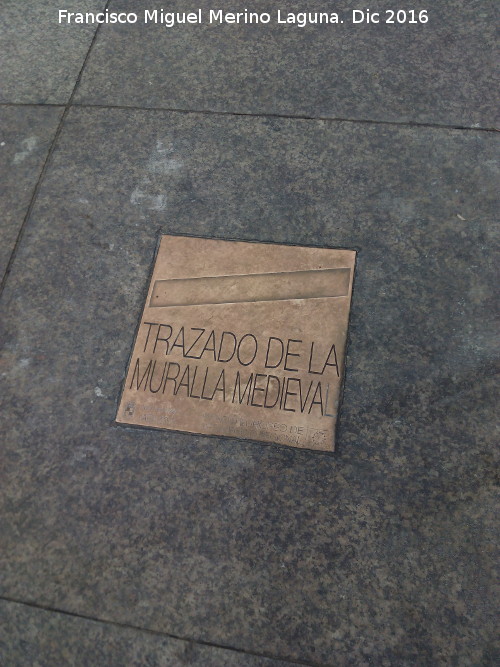 Francisco Miguel Merino Laguna. Dic 2016
TRAZADO DE LA
MURALLA MEDIEVAL